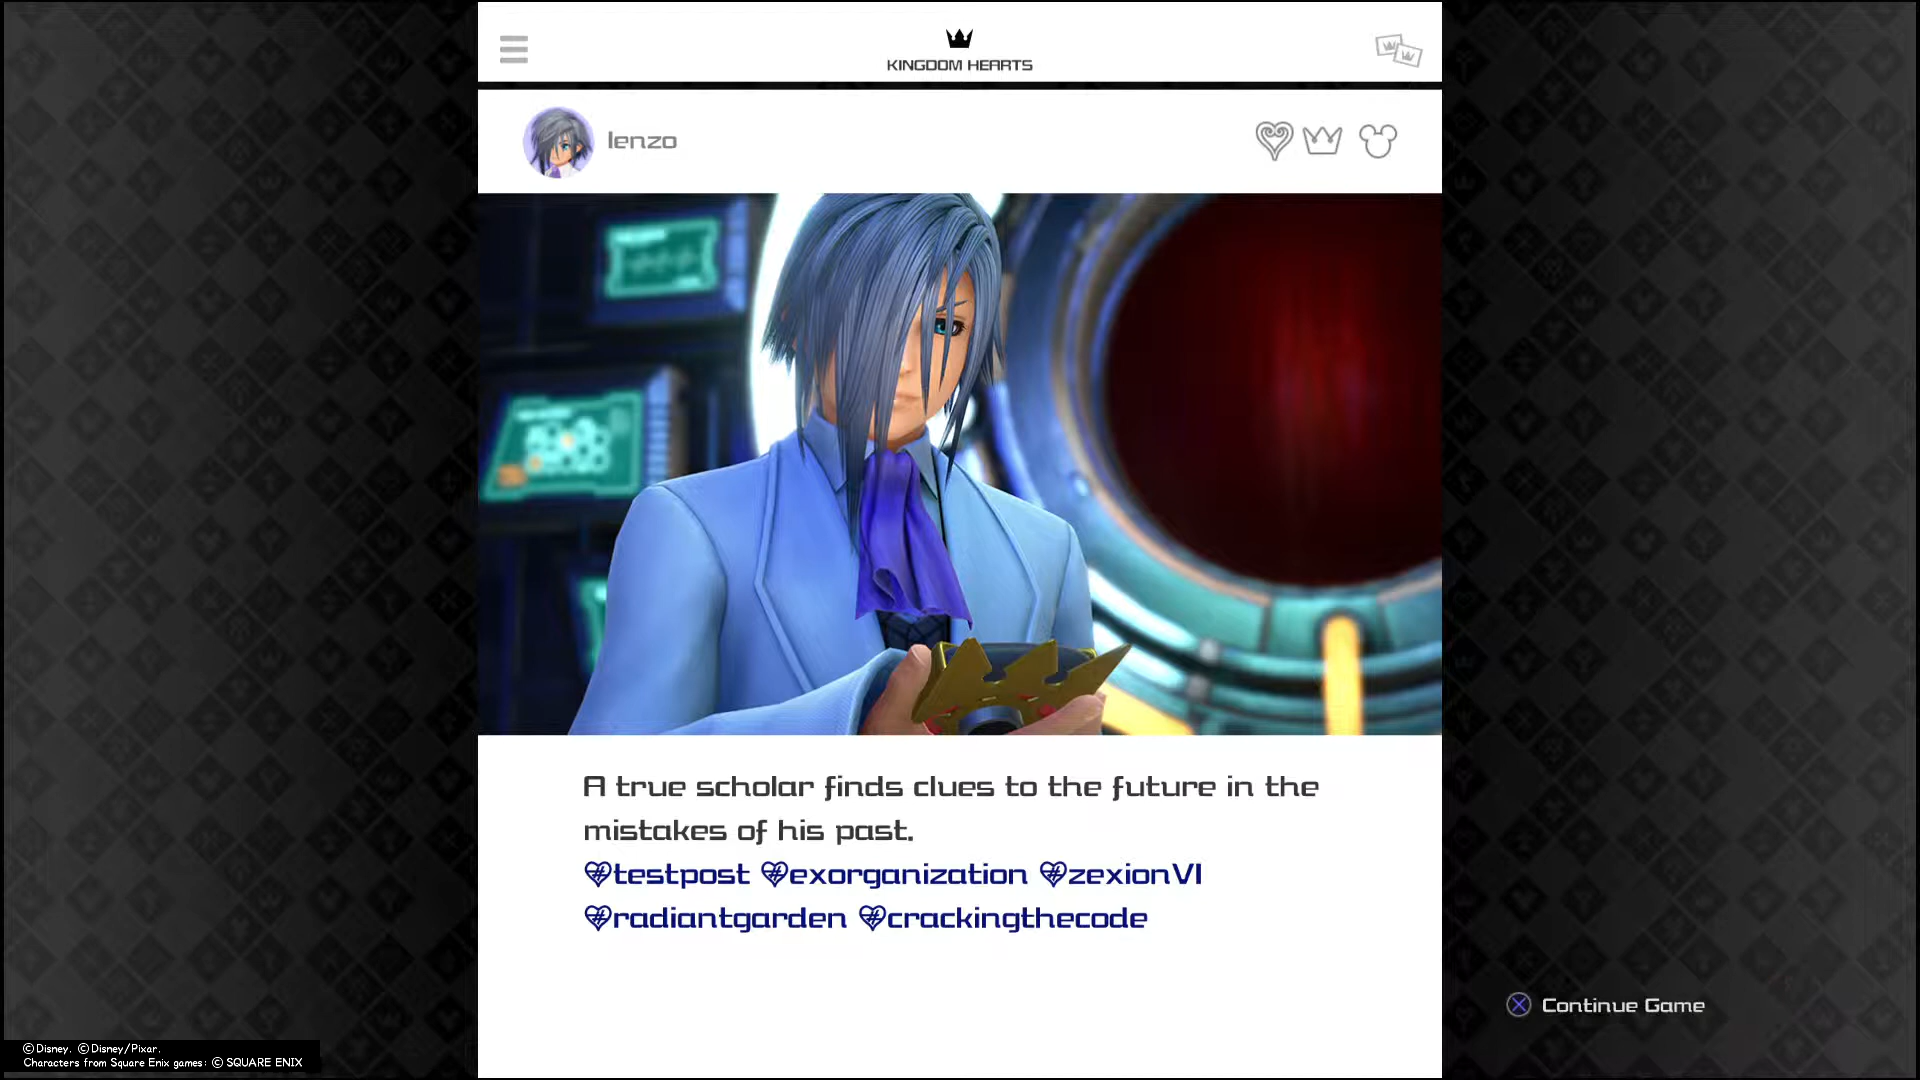 KINGDOM HEARTS
Ienzo
A true scholar finds clues to the future in the
mistakes of his past.
#testpost #exorganization #zexionVI
#radiantgarden #crackingthecode
Continue Game
©Disney. ©Disney/Pixar.
Characters from Square Enix games: © SQUARE ENIX